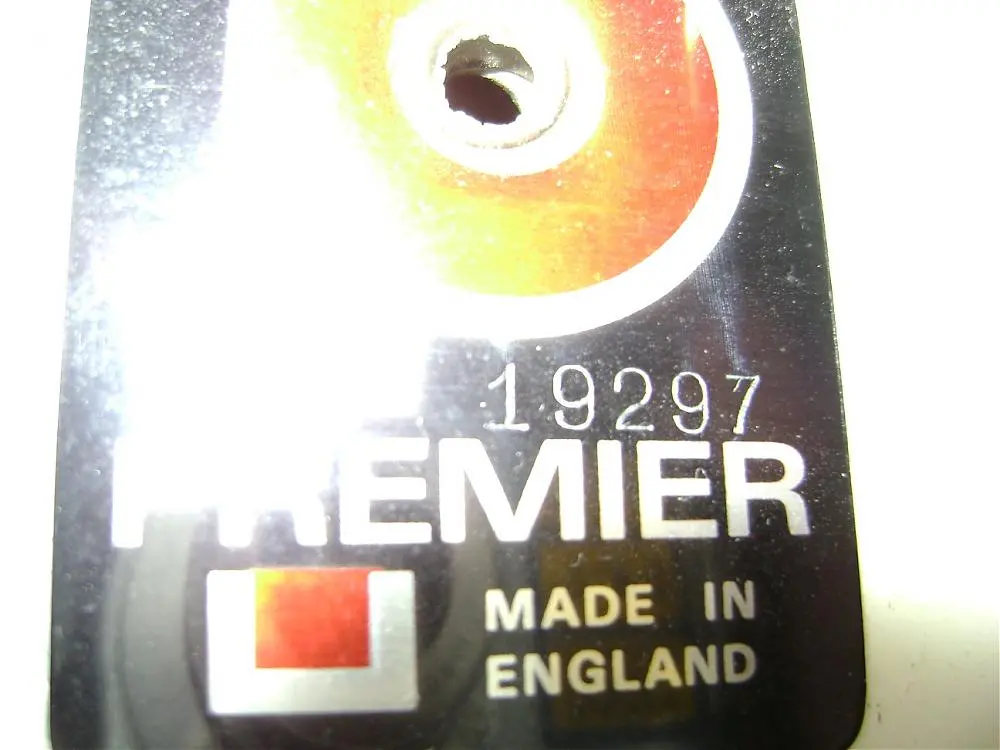 19297
PREMIER
MADE IN
ENGLAND